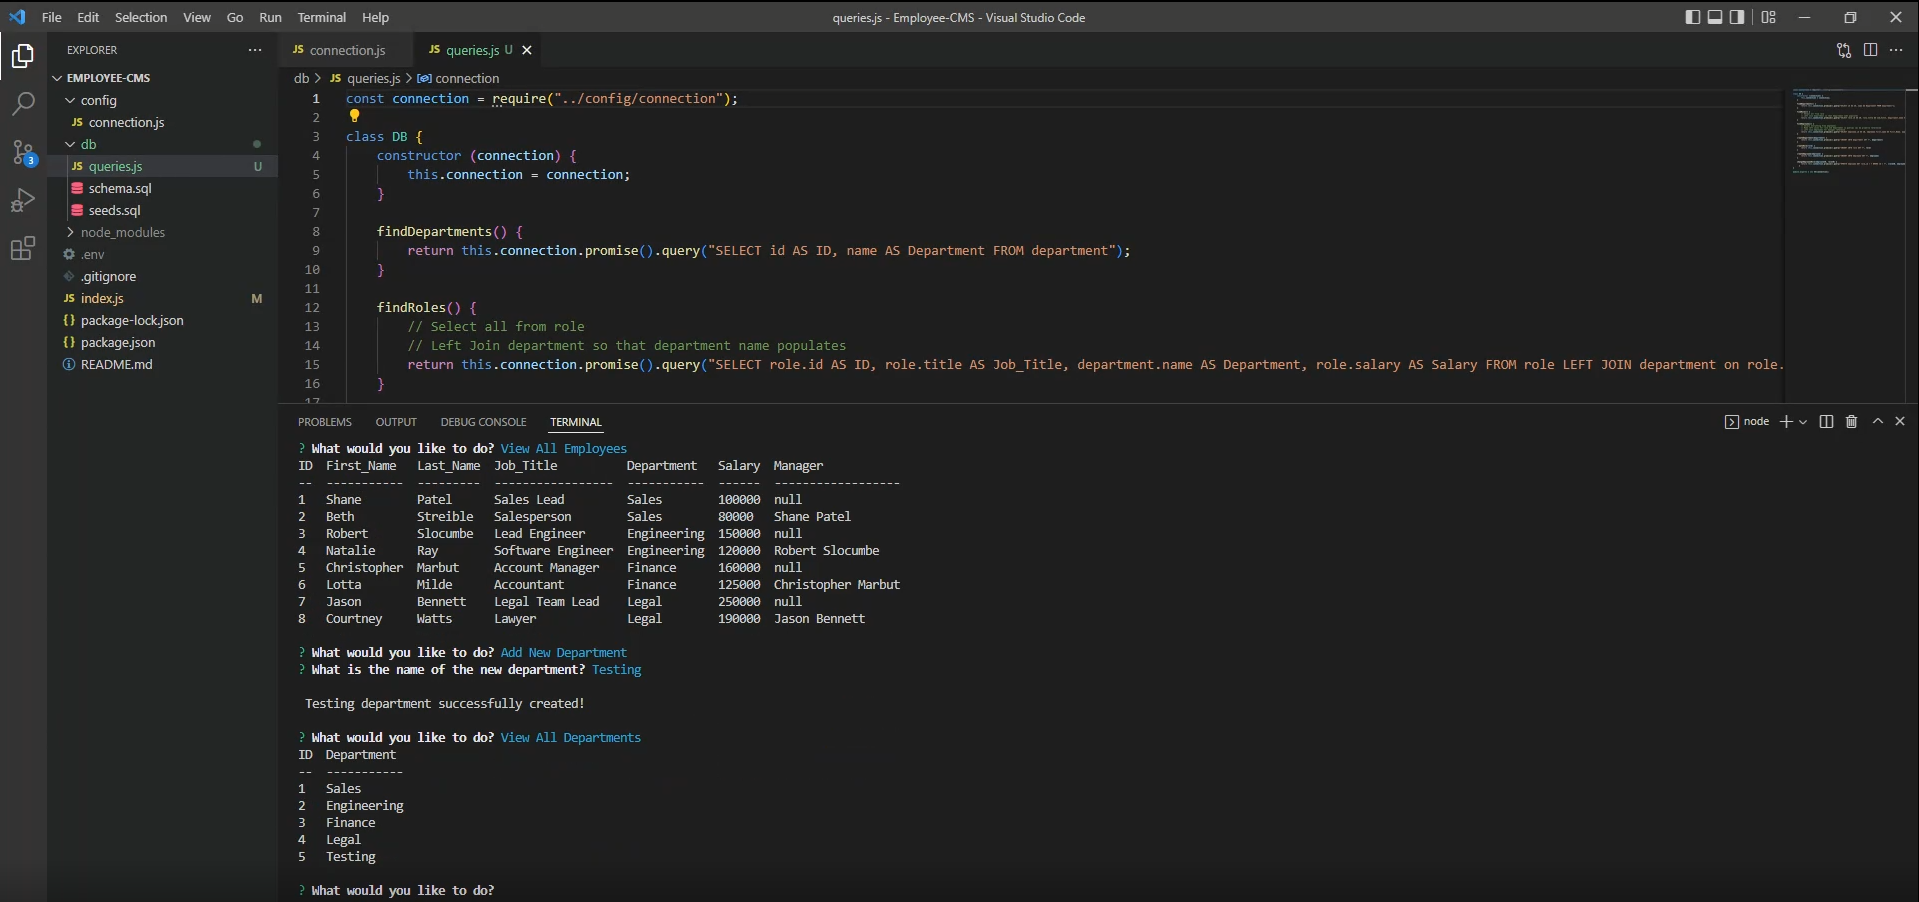 File Edit Selection View Go Run Terminal Help
queries.js - Employee-CMS - Visual Studio Code
EXPLORER
EMPLOYEE-CMS
config
JS connection.js
db
JS queries.js U
schema.sql
seeds.sql
node_modules
.env
.gitignore
JS index.js M
{} package-lock.json
{} package.json
README.md
3
JS connection.js
JS queries.js U
db > JS queries.js > connection
1 const connection = require("../config/connection");
2
3 class DB {
4 constructor (connection) {
5 this.connection = connection;
6 }
7
8 findDepartments() {
9 return this.connection.promise().query("SELECT id AS ID, name AS Department FROM department");
10 }
11
12 findRoles() {
13 // Select all from role
14 // Left Join department so that department name populates
15 return this.connection.promise().query("SELECT role.id AS ID, role.title AS Job_Title, department.name AS Department, role.salary AS Salary FROM role LEFT JOIN department on role.
16 }
17
PROBLEMS OUTPUT DEBUG CONSOLE TERMINAL
node
? What would you like to do? View All Employees
ID First_Name Last_Name Job_Title Department Salary Manager
-- ----------- --------- ----------------- ----------- ------ ------------------
1 Shane Patel Sales Lead Sales 100000 null
2 Beth Streible Salesperson Sales 80000 Shane Patel
3 Robert Slocumbe Lead Engineer Engineering 150000 null
4 Natalie Ray Software Engineer Engineering 120000 Robert Slocumbe
5 Christopher Marbut Account Manager Finance 160000 null
6 Lotta Milde Accountant Finance 125000 Christopher Marbut
7 Jason Bennett Legal Team Lead Legal 250000 null
8 Courtney Watts Lawyer Legal 190000 Jason Bennett
? What would you like to do? Add New Department
? What is the name of the new department? Testing
Testing department successfully created!
? What would you like to do? View All Departments
ID Department
-- -----------
1 Sales
2 Engineering
3 Finance
4 Legal
5 Testing
? What would you like to do?